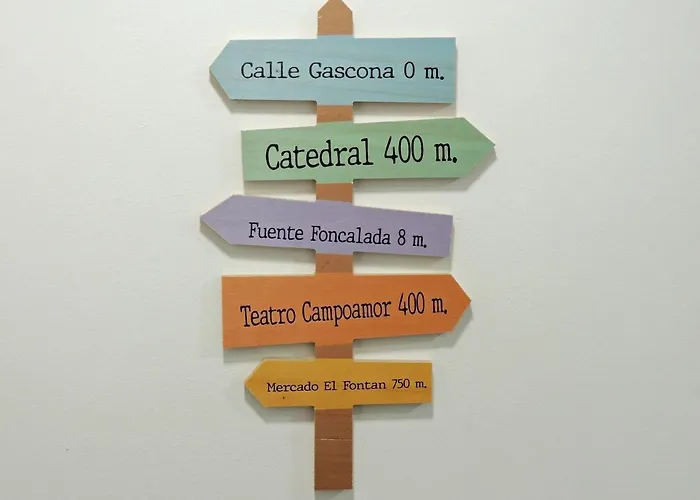 Calle Gascona 0 m.
Catedral 400 m.
Fuente Foncalada 8 m.
Teatro Campoamor 400 m.
Mercado El Fontan 750 m.